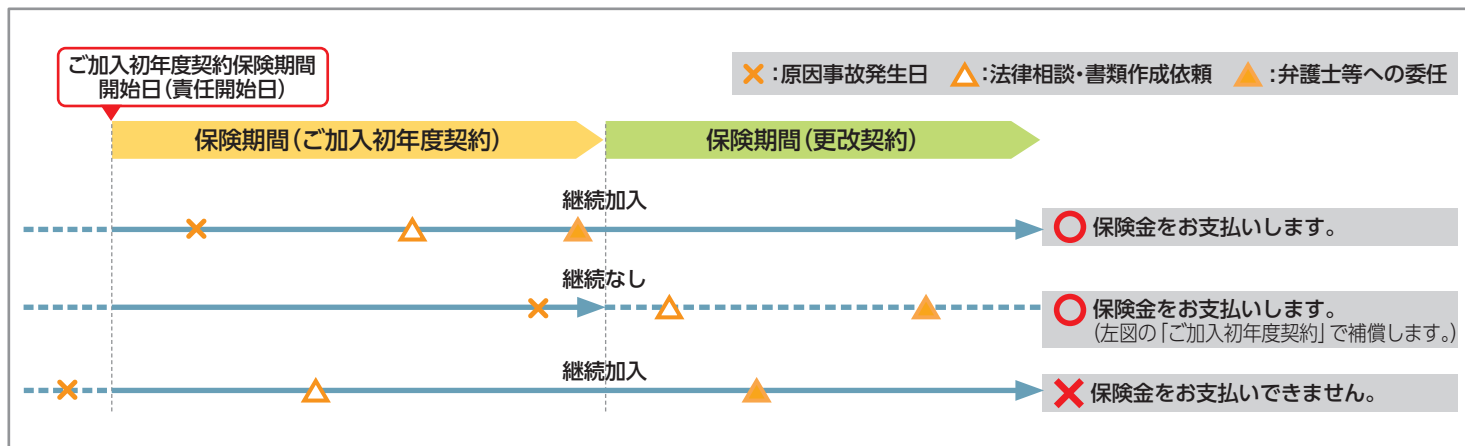 ご加入初年度契約保険期間
開始日(責任開始日)
×:原因事故発生日 △:法律相談・書類作成依頼 ▲:弁護士等への委任
保険期間(ご加入初年度契約)
保険期間(更改契約)
継続加入
○ 保険金をお支払いします。
継続なし
○ 保険金をお支払いします。
(左図の「ご加入初年度契約」で補償します。)
継続加入
× 保険金をお支払いできません。